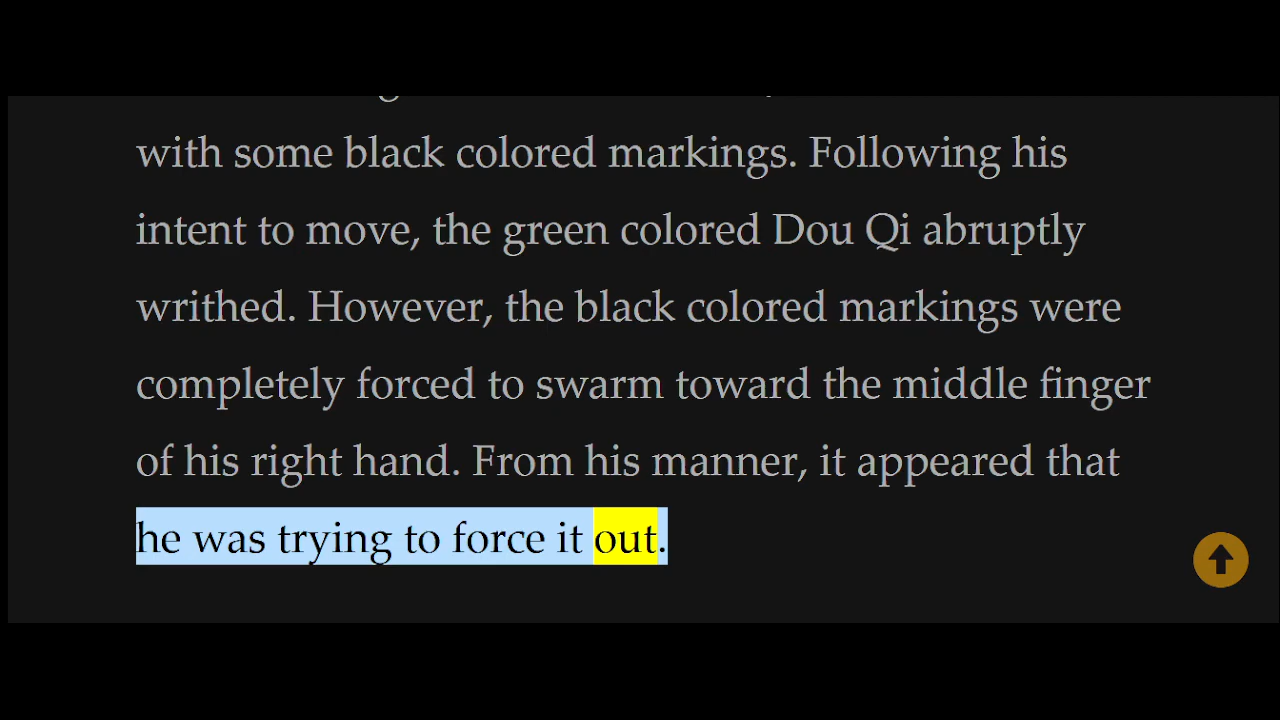 with some black colored markings. Following his
intent to move, the green colored Dou Qi abruptly
writhed. However, the black colored markings were
completely forced to swarm toward the middle finger
of his right hand. From his manner, it appeared that
he was trying to force it out.